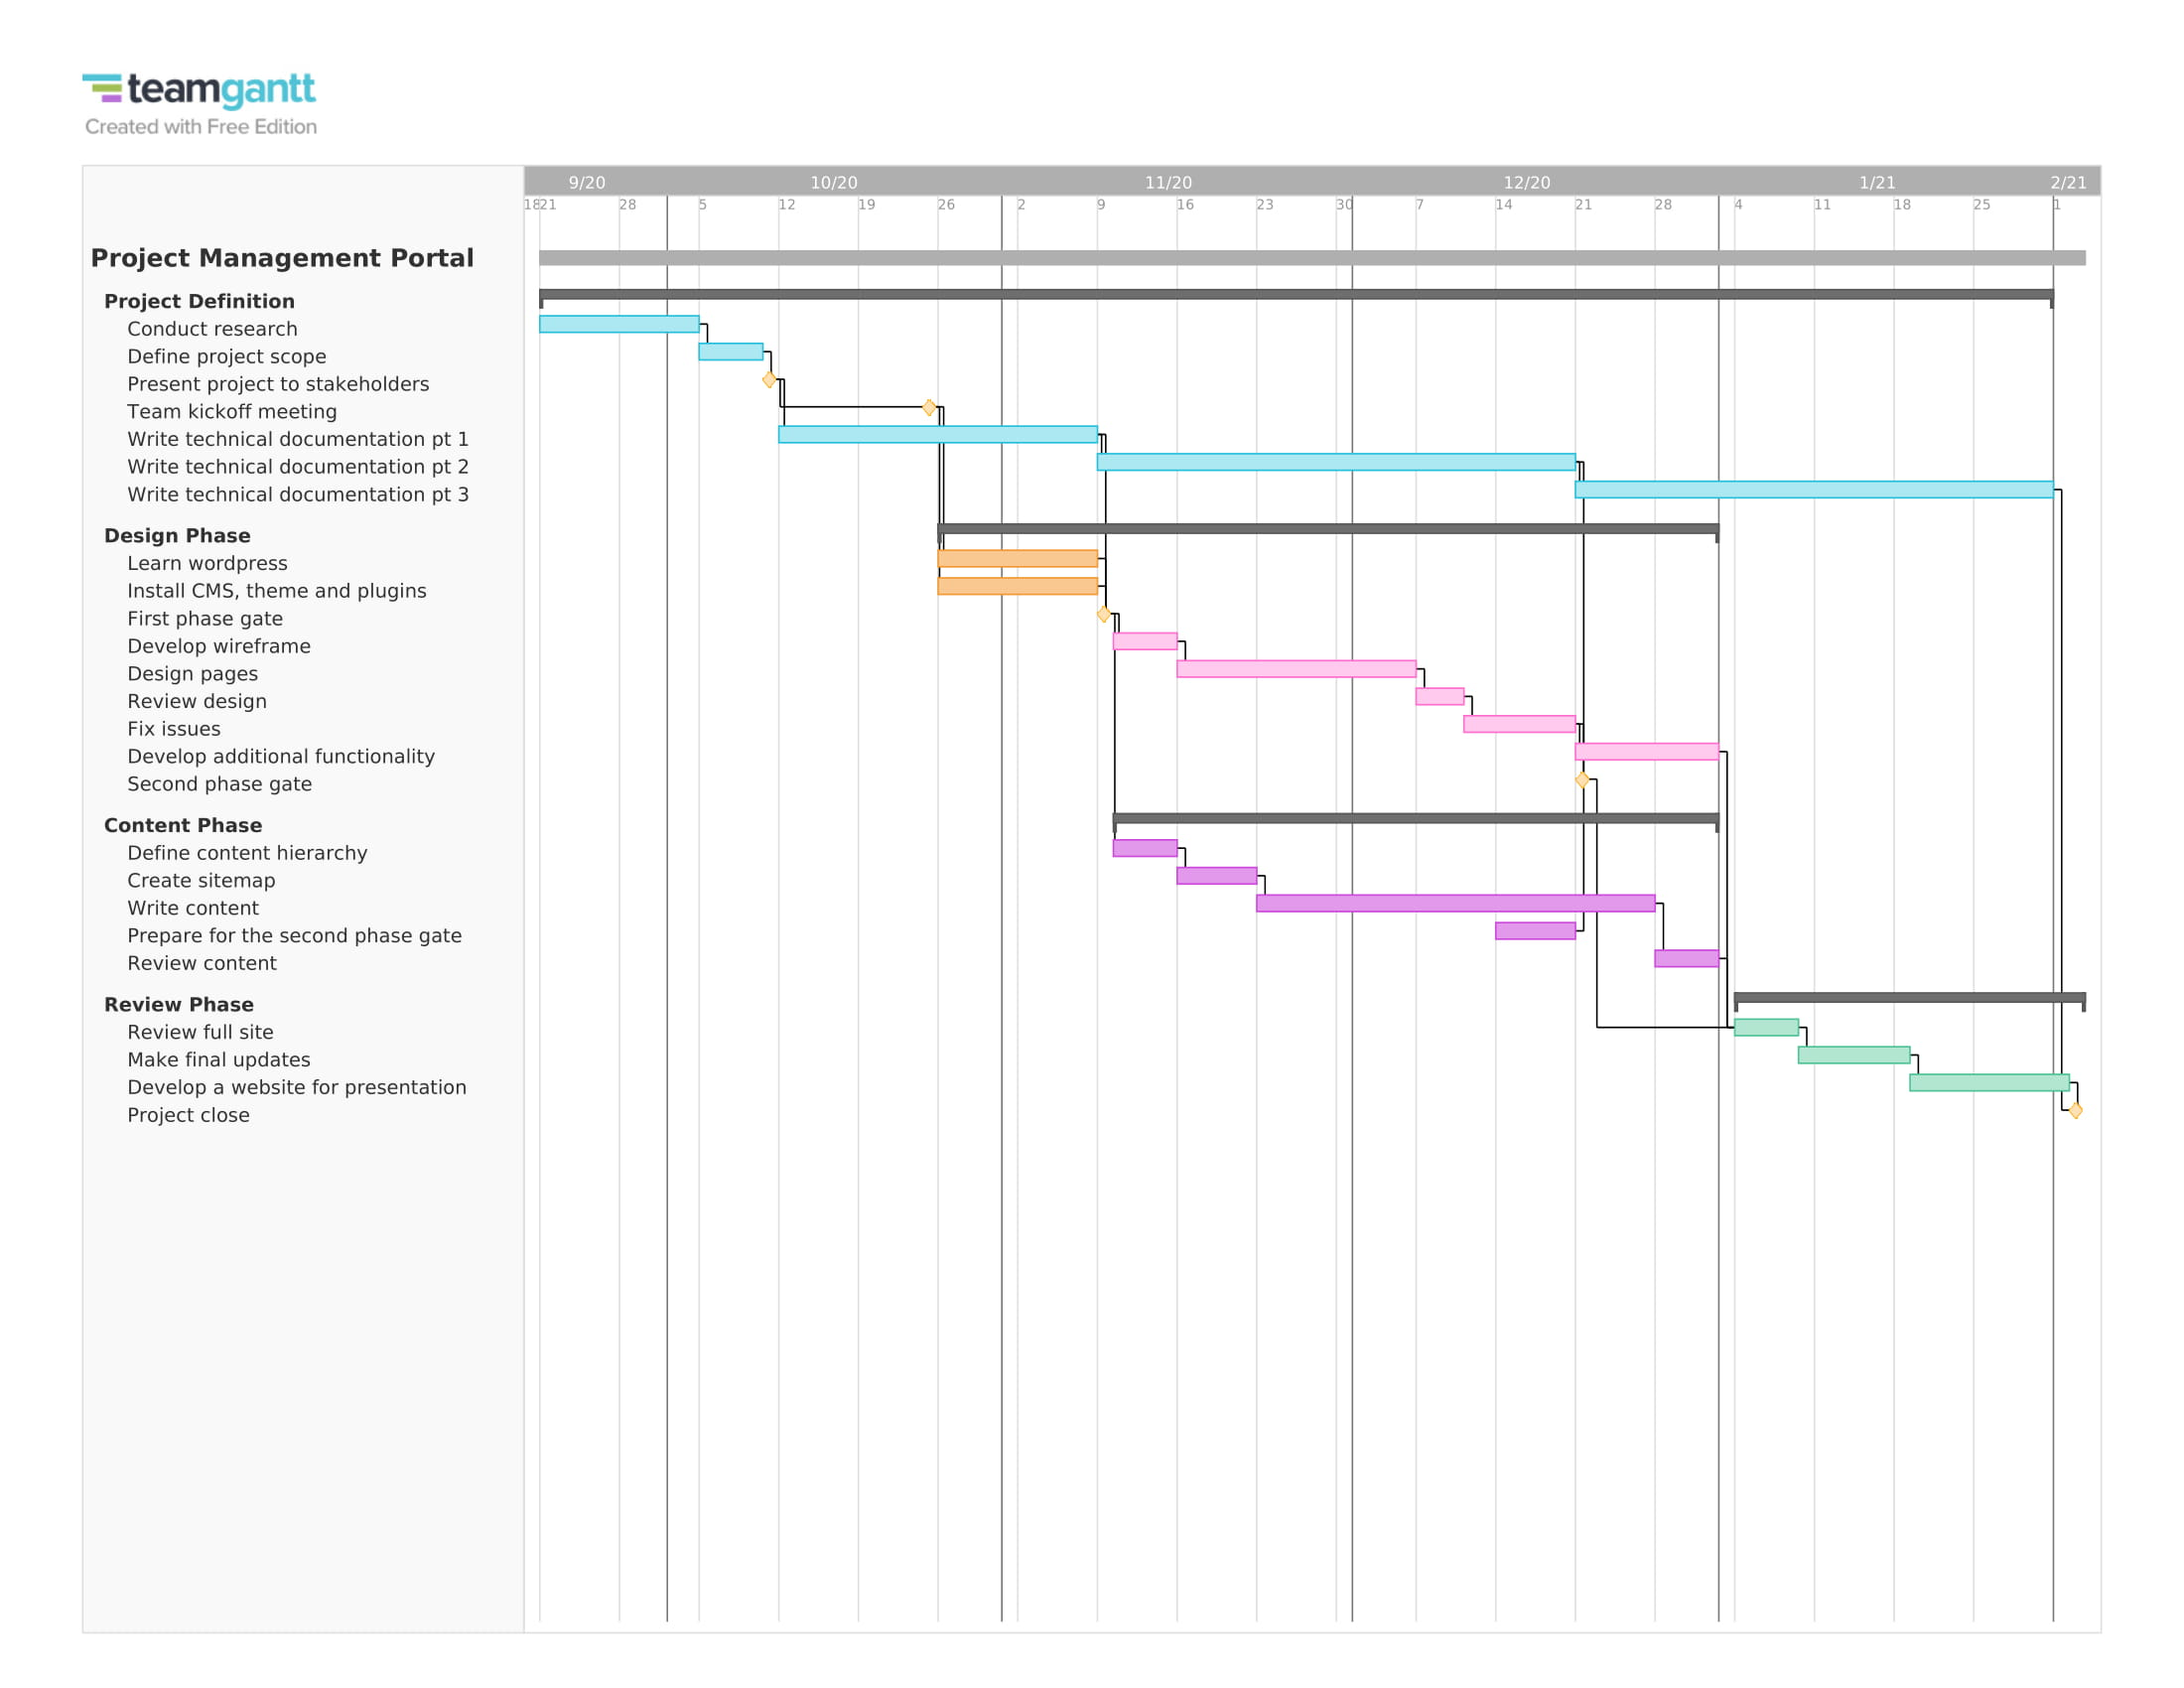 teamgantt
Created with Free Edition
9/20 10/20 11/20 12/20 1/21 2/21
18 21 28 5 12 19 26 2 9 16 23 30 7 14 21 28 4 11 18 25 1
Project Management Portal
Project Definition
Conduct research
Define project scope
Present project to stakeholders
Team kickoff meeting
Write technical documentation pt 1
Write technical documentation pt 2
Write technical documentation pt 3
Design Phase
Learn wordpress
Install CMS, theme and plugins
First phase gate
Develop wireframe
Design pages
Review design
Fix issues
Develop additional functionality
Second phase gate
Content Phase
Define content hierarchy
Create sitemap
Write content
Prepare for the second phase gate
Review content
Review Phase
Review full site
Make final updates
Develop a website for presentation
Project close